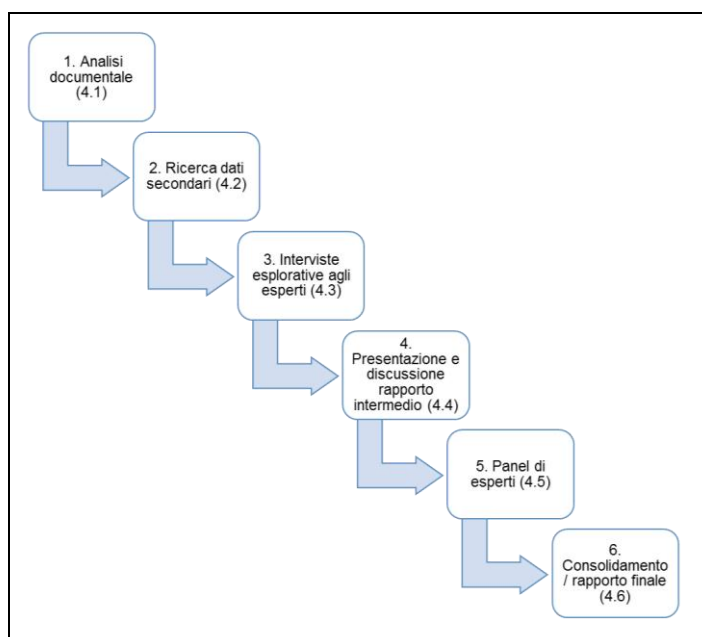 1. Analisi
documentale
(4.1)
2. Ricerca dati
secondari (4.2)
3. Interviste
esplorative agli
esperti (4.3)
4.
Presentazione e
discussione
rapporto
intermedio (4.4)
5. Panel di
esperti (4.5)
6.
Consolidamento
/ rapporto finale
(4.6)